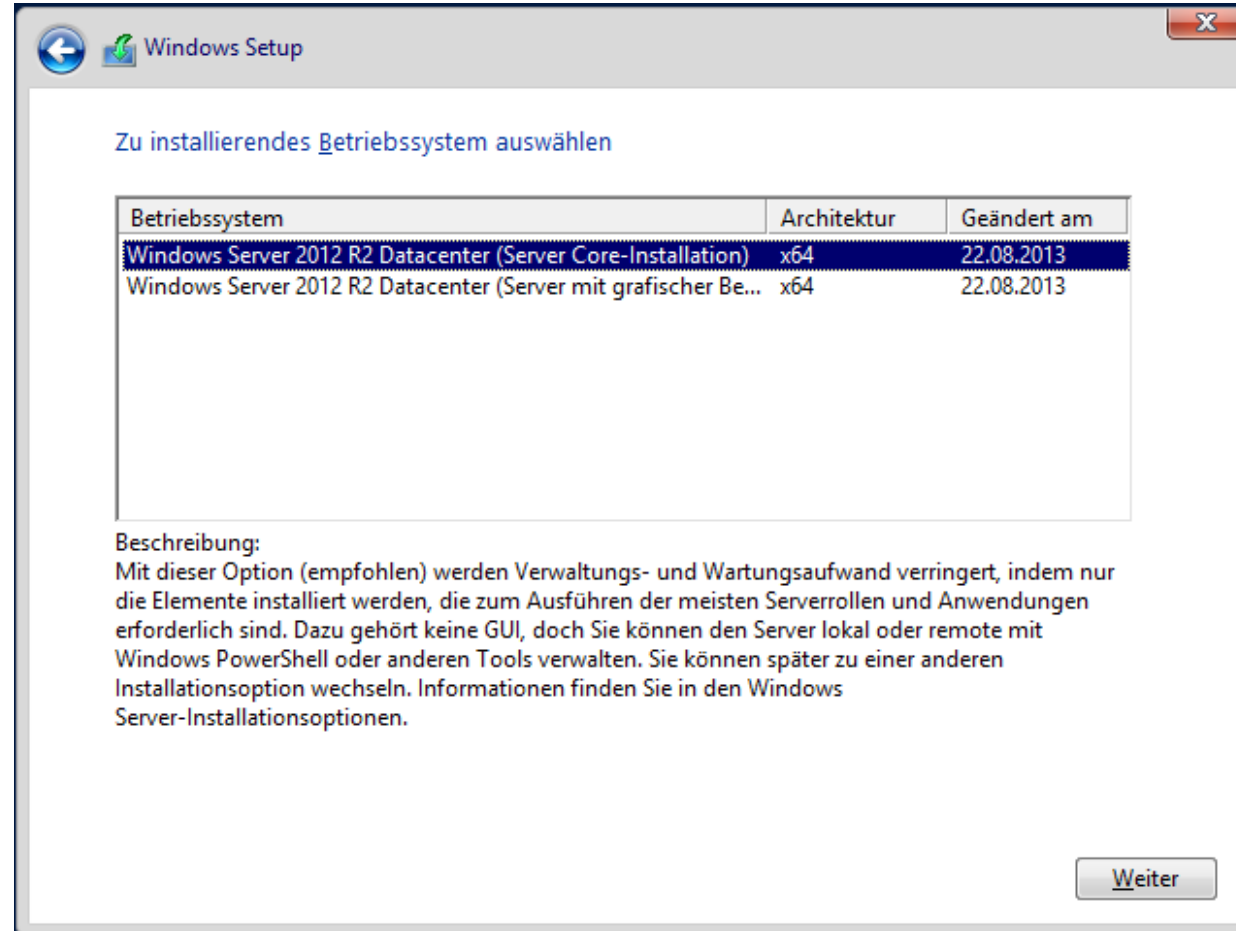 Windows Setup
Zu installierendes Betriebssystem auswählen
Betriebssystem Architektur Geändert am
Windows Server 2012 R2 Datacenter (Server Core-Installation) x64 22.08.2013
Windows Server 2012 R2 Datacenter (Server mit grafischer Be... x64 22.08.2013
Beschreibung:
Mit dieser Option (empfohlen) werden Verwaltungs- und Wartungsaufwand verringert, indem nur
die Elemente installiert werden, die zum Ausführen der meisten Serverrollen und Anwendungen
erforderlich sind. Dazu gehört keine GUI, doch Sie können den Server lokal oder remote mit
Windows PowerShell oder anderen Tools verwalten. Sie können später zu einer anderen
Installationsoption wechseln. Informationen finden Sie in den Windows
Server-Installationsoptionen.
Weiter